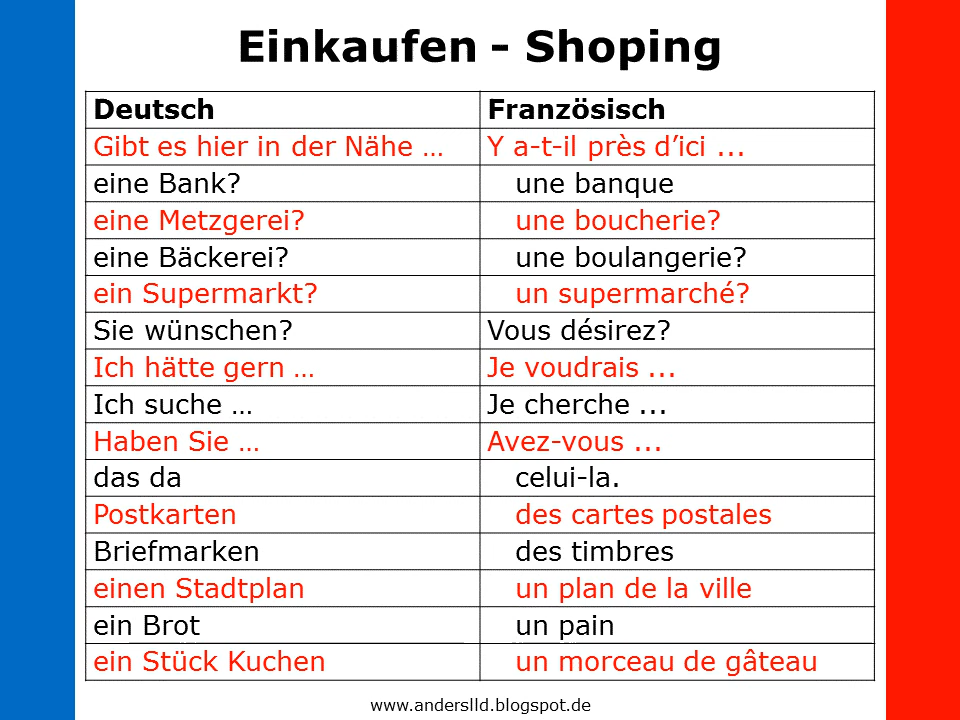 Einkaufen - Shoping
Deutsch Französisch
Gibt es hier in der Nähe … Y a-t-il près d’ici ...
eine Bank? une banque
eine Metzgerei? une boucherie?
eine Bäckerei? une boulangerie?
ein Supermarkt? un supermarché?
Sie wünschen? Vous désirez?
Ich hätte gern … Je voudrais ...
Ich suche … Je cherche ...
Haben Sie … Avez-vous ...
das da celui-la.
Postkarten des cartes postales
Briefmarken des timbres
einen Stadtplan un plan de la ville
ein Brot un pain
ein Stück Kuchen un morceau de gâteau
www.anderslld.blogspot.de